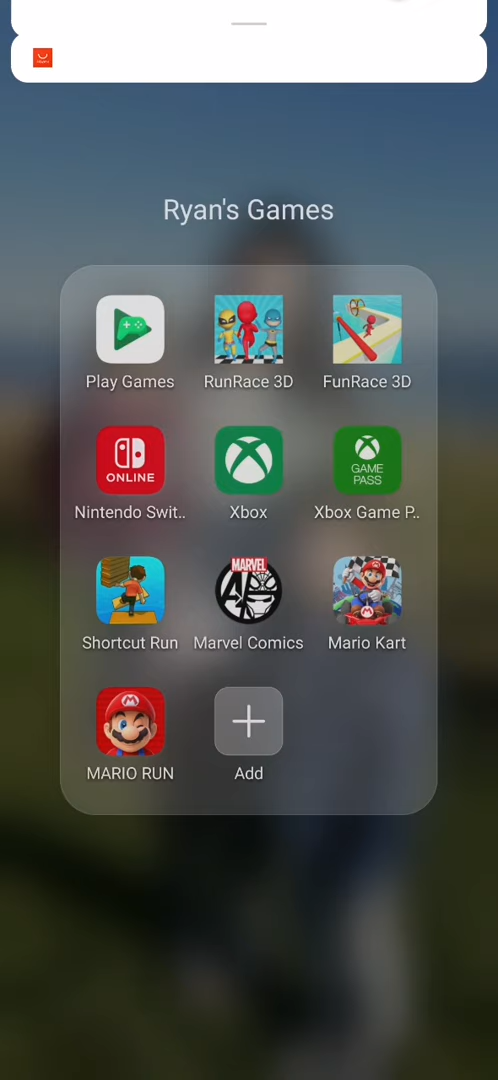 Ryan's Games
Play Games
RunRace 3D
FunRace 3D
ONLINE
GAME
PASS
Nintendo Swit..
Xbox
Xbox Game P..
MARVEL
Shortcut Run
Marvel Comics
Mario Kart
M
M
MARIO RUN
Add